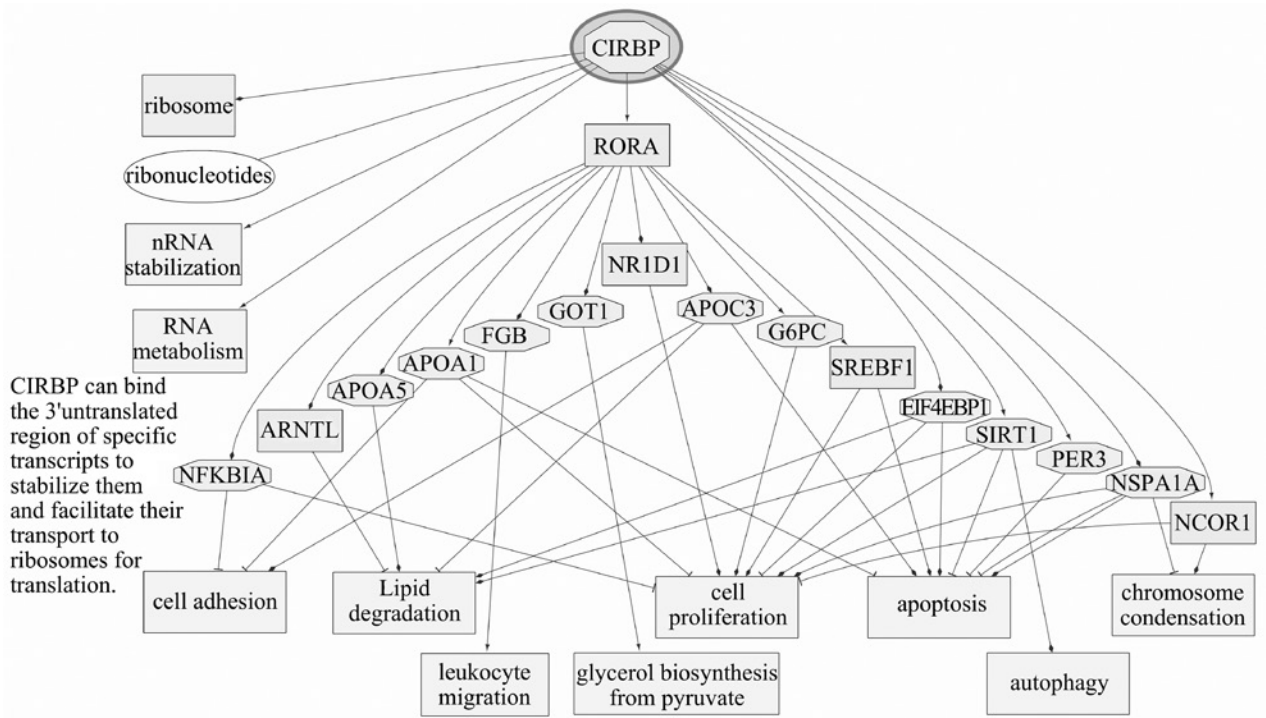 CIRBP
ribosome
RORA
ribonucleotides
nRNA
stabilization
NR1D1
APOC3
GOT1
RNA
metabolism
FGB
G6PC
APOA1
SREBF1
APOA5
CIRBP can bind
the 3'untranslated
region of specific
transcripts to
stabilize them
and facilitate their
transport to
ribosomes for
translation.
ARNTL
EIF4EBP1
SIRT1
PER3
NFKBIA
NSPA1A
NCOR1
cell adhesion
Lipid
degradation
cell
proliferation
apoptosis
chromosome
condensation
leukocyte
migration
glycerol biosynthesis
from pyruvate
autophagy